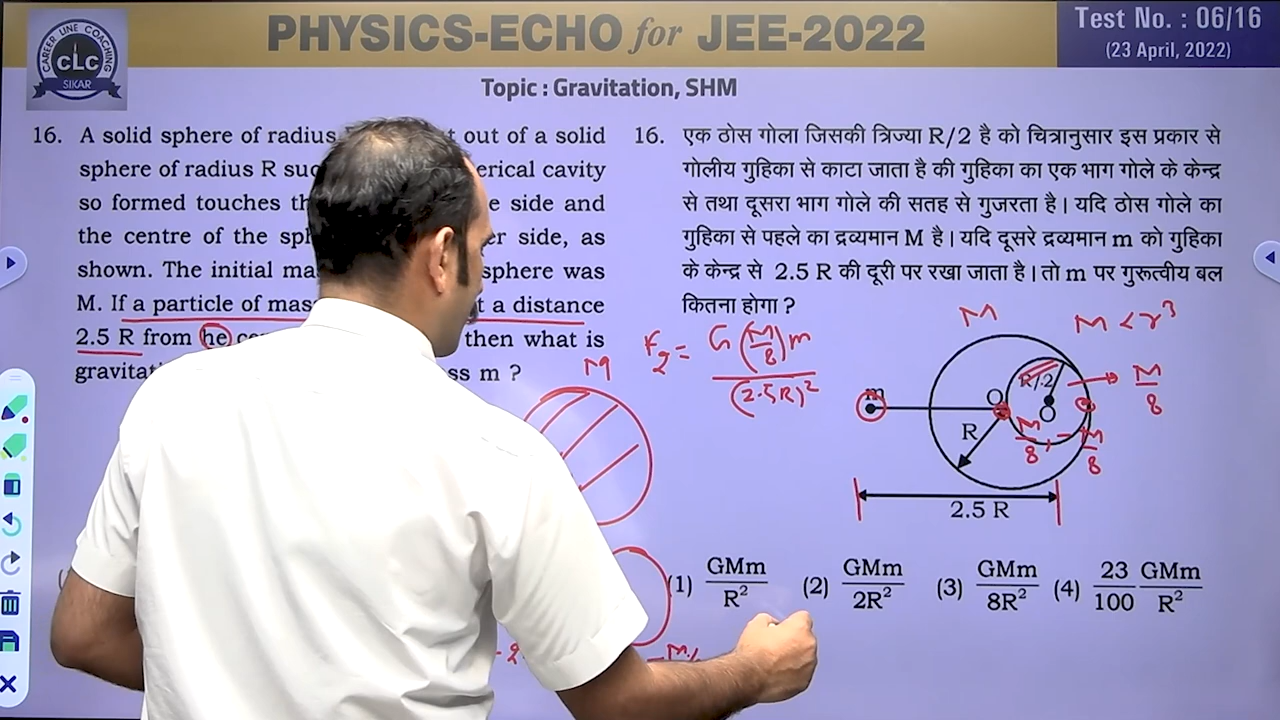 PHYSICS-ECHO for JEE-2022
Test No. : 06/16
(23 April, 2022)
CAREER LINE COACHING
CLC
SIKAR
Topic : Gravitation, SHM
16. A solid sphere of radius t out of a solid
sphere of radius R suc erical cavity
so formed touches th e side and
the centre of the sph er side, as
shown. The initial ma sphere was
M. If a particle of mas t a distance
2.5 R from he ce then what is
gravitat ss m ?
16. एक ठोस गोला जिसकी त्रिज्या R/2 है को चित्रानुसार इस प्रकार से
गोलीय गुहिका से काटा जाता है की गुहिका का एक भाग गोले के केन्द्र
से तथा दूसरा भाग गोले की सतह से गुजरता है। यदि ठोस गोले का
गुहिका से पहले का द्रव्यमान M है। यदि दूसरे द्रव्यमान m को गुहिका
के केन्द्र से 2.5 R की दूरी पर रखा जाता है। तो m पर गुरूत्वीय बल
कितना होगा ?
M
M < r³
F₂ = G(M/8)m / (2.5R)²
M
m
O
R/2
O
M/8
R
M/8, -M/8
2.5 R
(1) GMm/R² (2) GMm/2R² (3) GMm/8R² (4) 23/100 GMm/R²